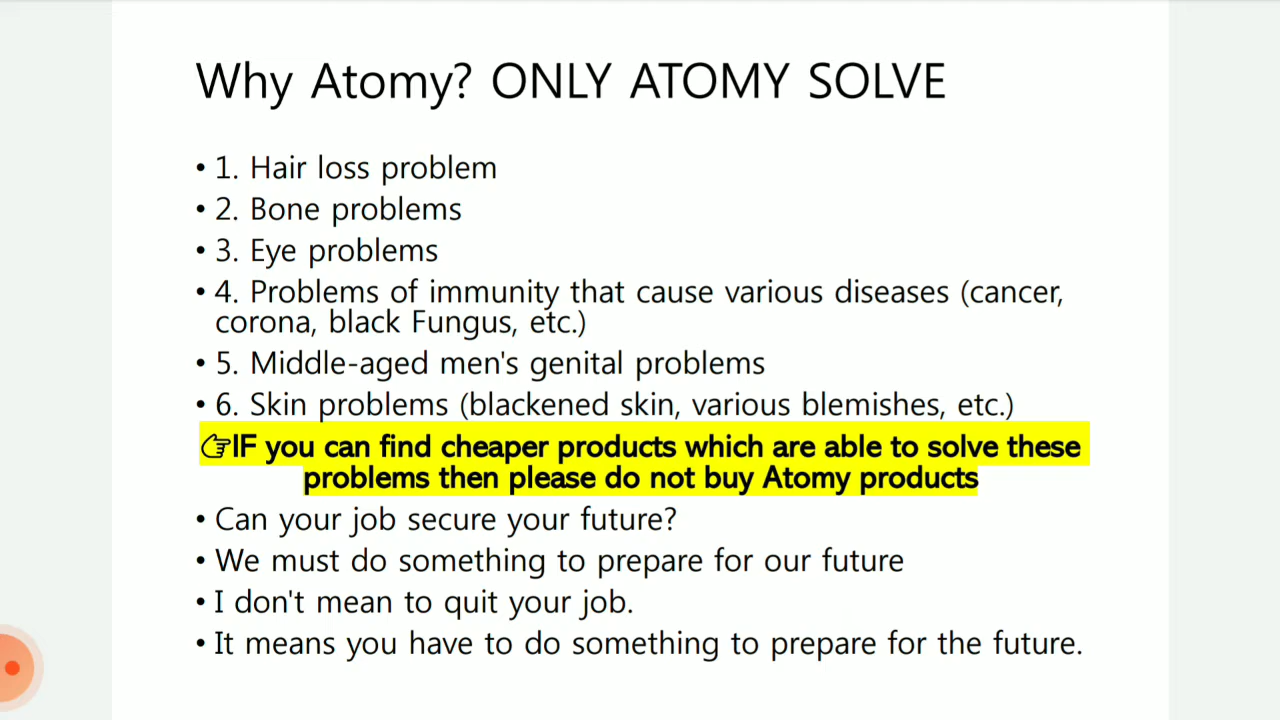 Why Atomy? ONLY ATOMY SOLVE
• 1. Hair loss problem
• 2. Bone problems
• 3. Eye problems
• 4. Problems of immunity that cause various diseases (cancer,
corona, black Fungus, etc.)
• 5. Middle-aged men's genital problems
• 6. Skin problems (blackened skin, various blemishes, etc.)
👉IF you can find cheaper products which are able to solve these
problems then please do not buy Atomy products
• Can your job secure your future?
• We must do something to prepare for our future
• I don't mean to quit your job.
• It means you have to do something to prepare for the future.